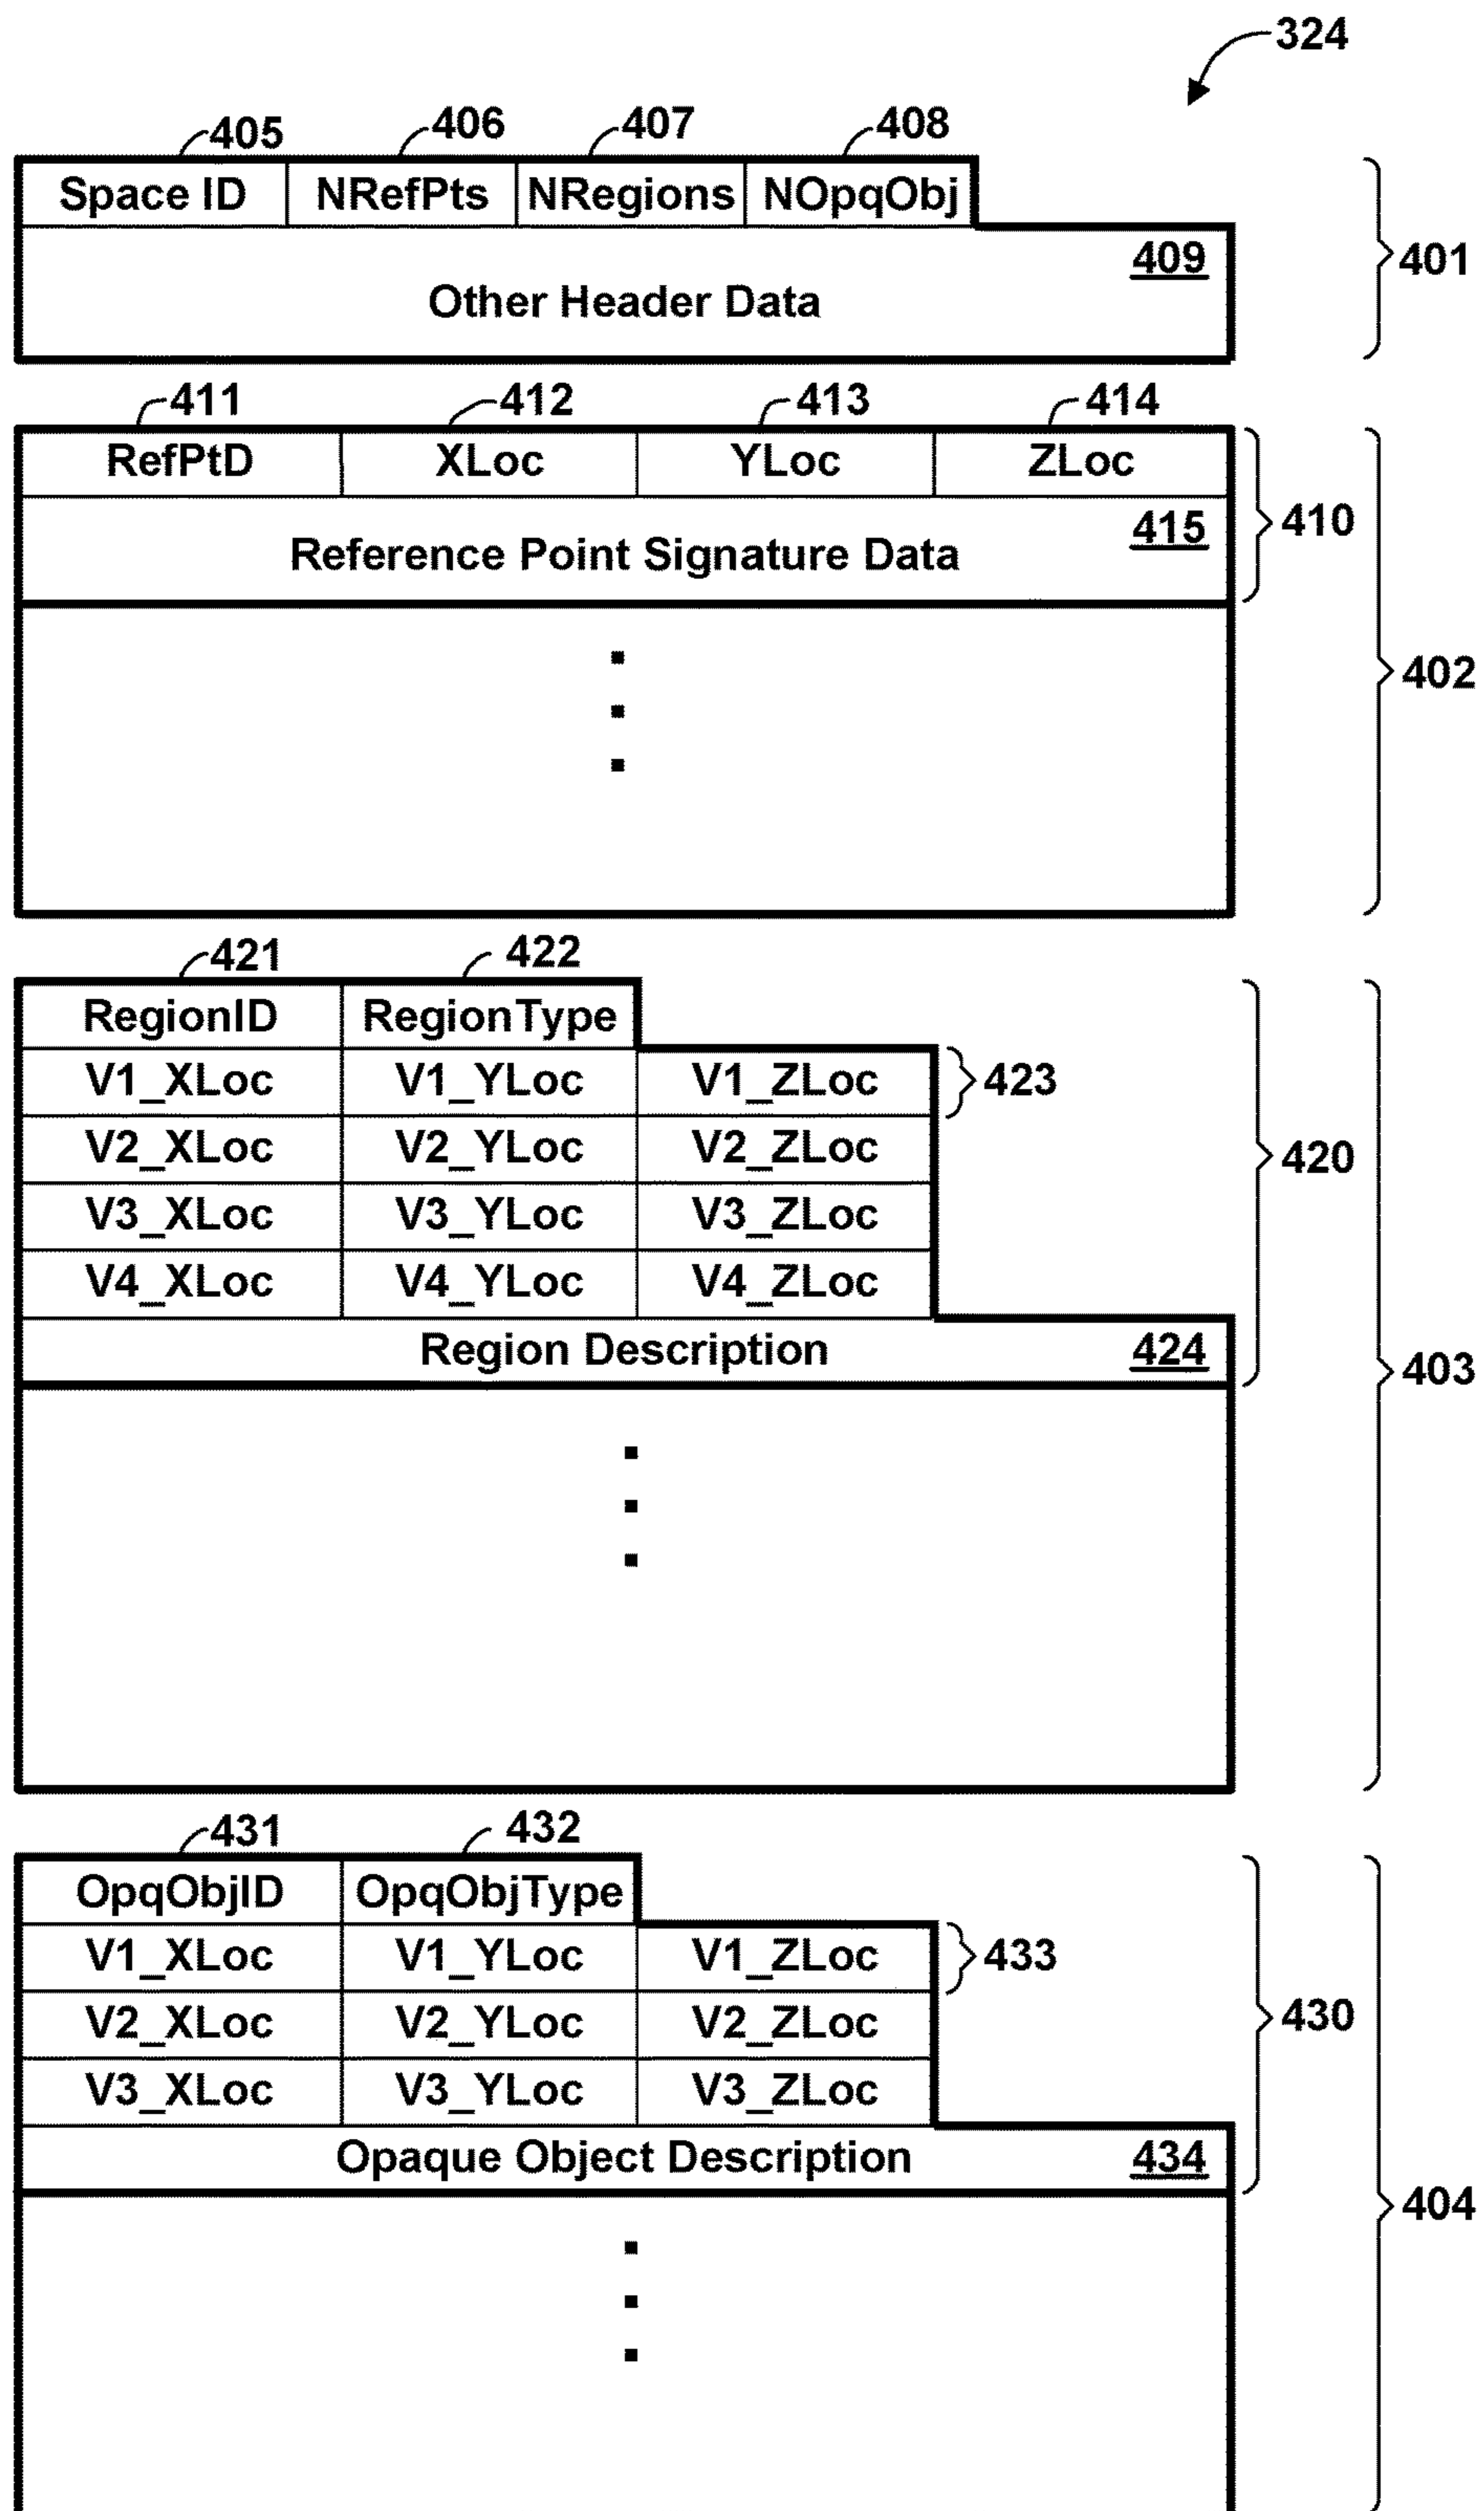 324
405 406 407 408
Space ID NRefPts NRegions NOpqObj
409
401
Other Header Data
411 412 413 414
RefPtD XLoc YLoc ZLoc
415
410
Reference Point Signature Data
402
421 422
RegionID RegionType
V1_XLoc V1_YLoc V1_ZLoc 423
V2_XLoc V2_YLoc V2_ZLoc 420
V3_XLoc V3_YLoc V3_ZLoc
V4_XLoc V4_YLoc V4_ZLoc
Region Description 424
403
431 432
OpqObjID OpqObjType
V1_XLoc V1_YLoc V1_ZLoc 433
V2_XLoc V2_YLoc V2_ZLoc 430
V3_XLoc V3_YLoc V3_ZLoc
Opaque Object Description 434
404